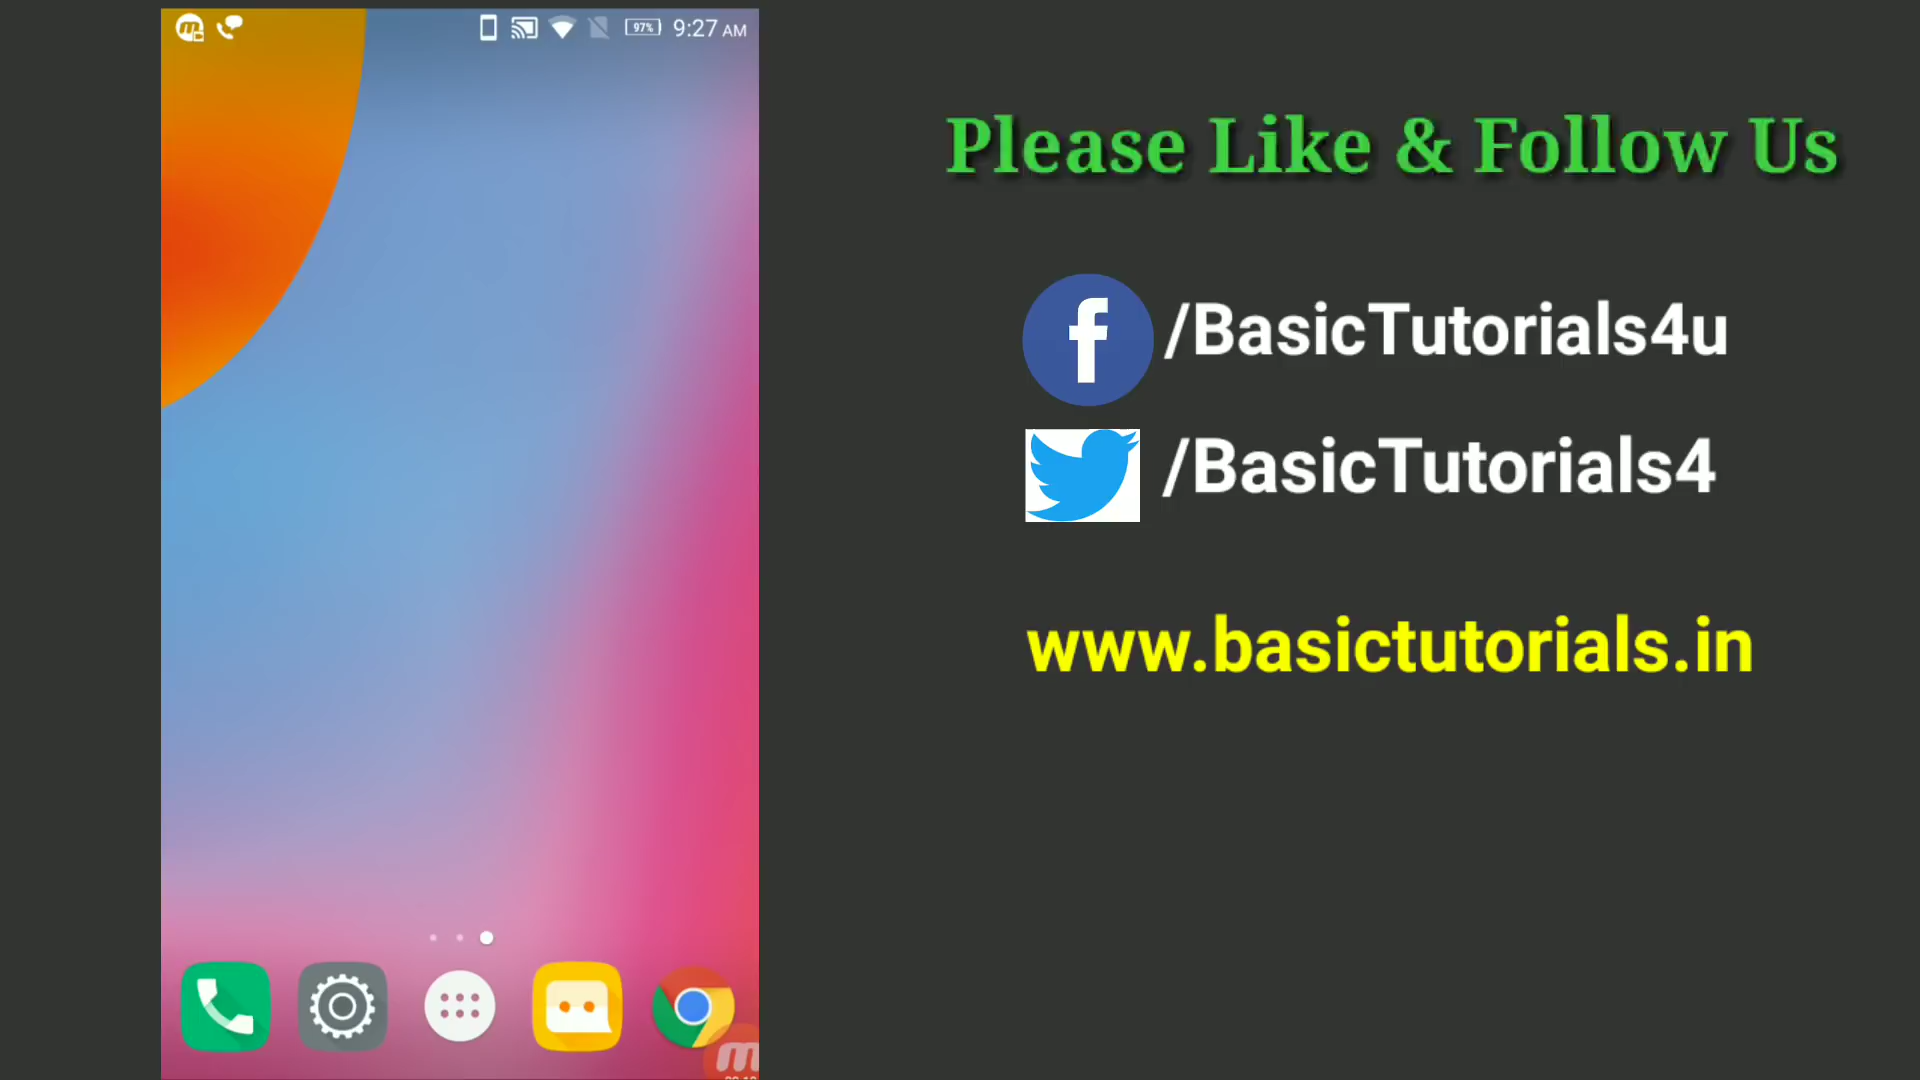 97%
9:27 AM
Please Like & Follow Us
f /BasicTutorials4u
/BasicTutorials4
www.basictutorials.in